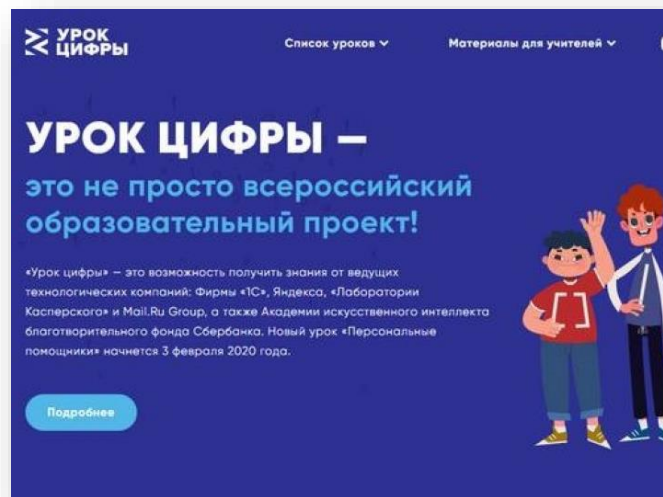 УРОК
ЦИФРЫ
Список уроков
Материалы для учителей
УРОК ЦИФРЫ —
это не просто всероссийский
образовательный проект!
«Урок цифры» — это возможность получить знания от ведущих
технологических компаний: Фирмы «1С», Яндекса, «Лаборатории
Касперского» и Mail.Ru Group, а также Академии искусственного интеллекта
благотворительного фонда Сбербанка. Новый урок «Персональные
помощники» начнется 3 февраля 2020 года.
Подробнее